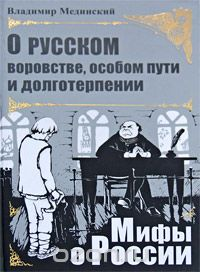 Владимир Мединский
О РУССКОМ
воровстве, особом пути
и долготерпении
Мифы
о России